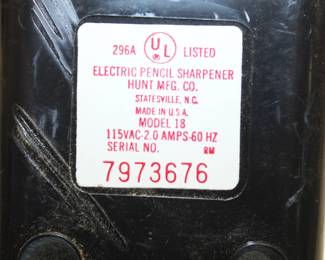 296A UL LISTED
ELECTRIC PENCIL SHARPENER
HUNT MFG. CO.
STATESVILLE, N.C.
MADE IN U.S.A.
MODEL 18
115VAC-2.0 AMPS-60 HZ
SERIAL NO. RM
7973676